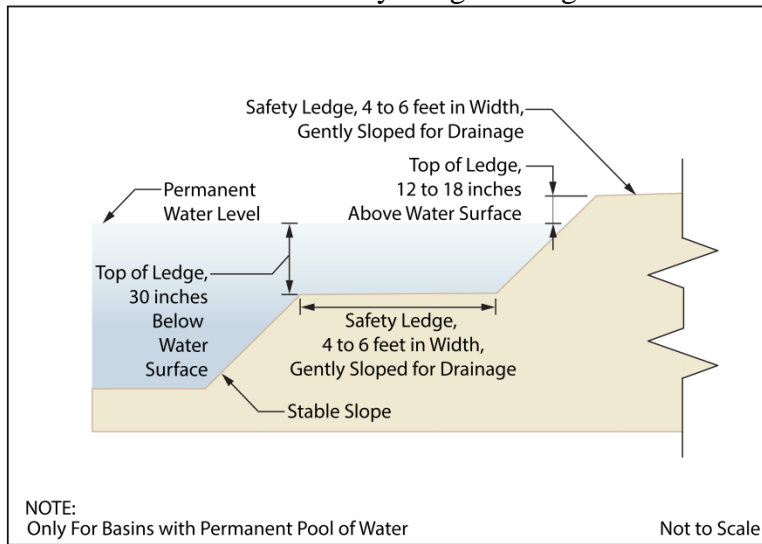 Safety Ledge, 4 to 6 feet in Width,
Gently Sloped for Drainage
Top of Ledge,
12 to 18 inches
Above Water Surface
Permanent
Water Level
Top of Ledge,
30 inches
Below
Water
Surface
Safety Ledge,
4 to 6 feet in Width,
Gently Sloped for Drainage
Stable Slope
NOTE:
Only For Basins with Permanent Pool of Water
Not to Scale